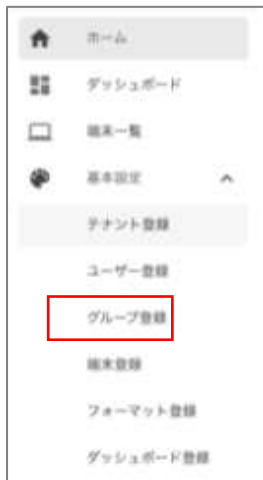 ホーム
ダッシュボード
端末一覧
基本設定
テナント登録
ユーザー登録
グループ登録
端末登録
フォーマット登録
ダッシュボード登録